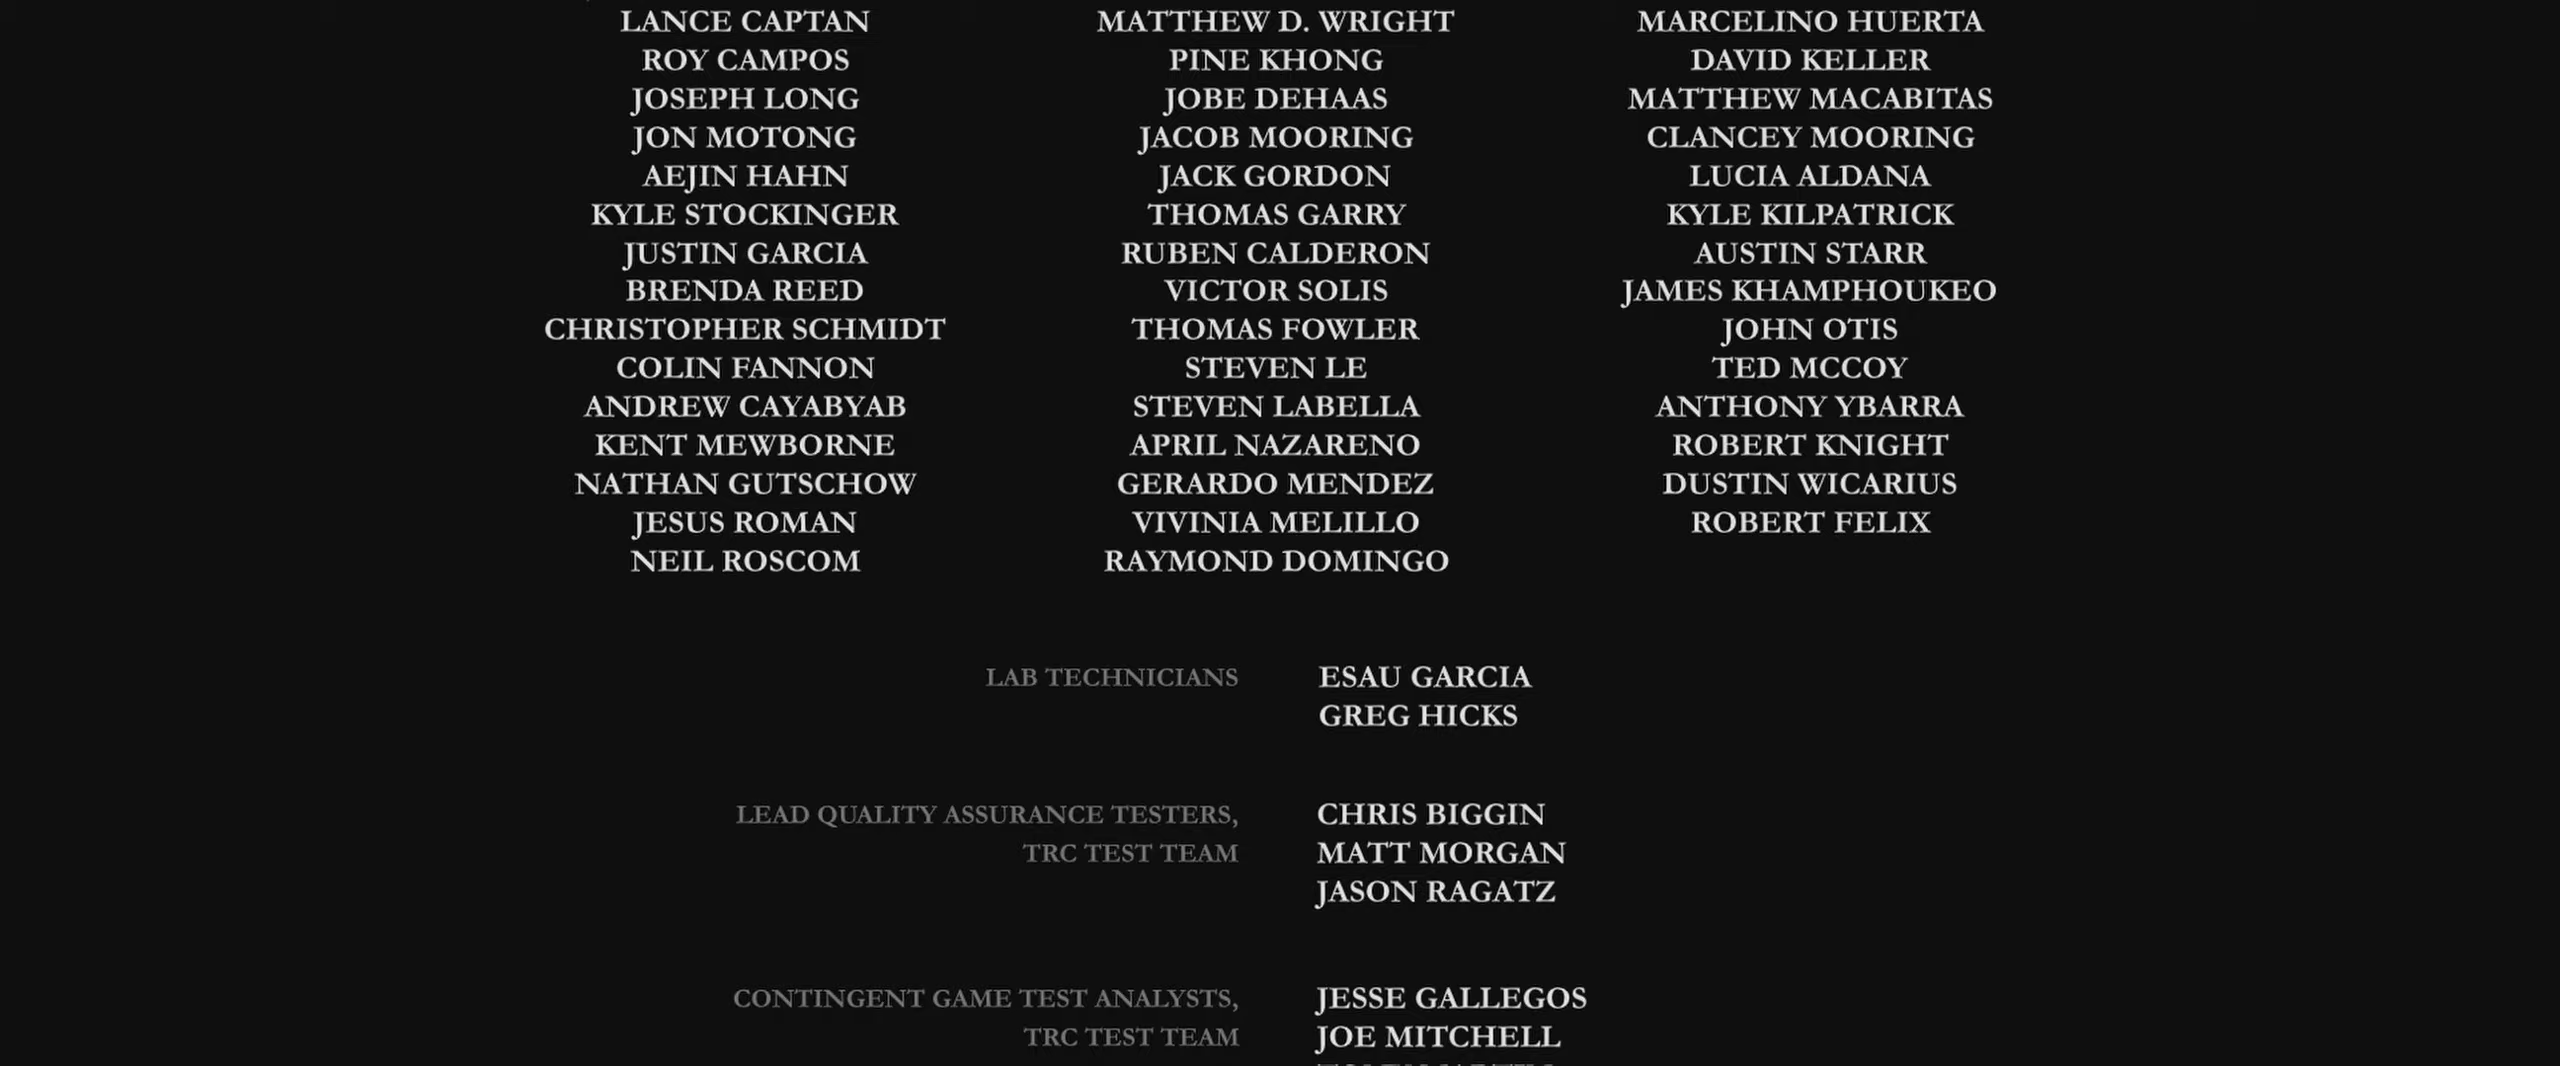 LANCE CAPTAN MATTHEW D. WRIGHT MARCELINO HUERTA
ROY CAMPOS PINE KHONG DAVID KELLER
JOSEPH LONG JOBE DEHAAS MATTHEW MACABITAS
JON MOTONG JACOB MOORING CLANCEY MOORING
AEJIN HAHN JACK GORDON LUCIA ALDANA
KYLE STOCKINGER THOMAS GARRY KYLE KILPATRICK
JUSTIN GARCIA RUBEN CALDERON AUSTIN STARR
BRENDA REED VICTOR SOLIS JAMES KHAMPHOUKEO
CHRISTOPHER SCHMIDT THOMAS FOWLER JOHN OTIS
COLIN FANNON STEVEN LE TED MCCOY
ANDREW CAYABYAB STEVEN LABELLA ANTHONY YBARRA
KENT MEWBORNE APRIL NAZARENO ROBERT KNIGHT
NATHAN GUTSCHOW GERARDO MENDEZ DUSTIN WICARIUS
JESUS ROMAN VIVINIA MELILLO ROBERT FELIX
NEIL ROSCOM RAYMOND DOMINGO
LAB TECHNICIANS ESAU GARCIA
GREG HICKS
LEAD QUALITY ASSURANCE TESTERS, CHRIS BIGGIN
TRC TEST TEAM MATT MORGAN
JASON RAGATZ
CONTINGENT GAME TEST ANALYSTS, JESSE GALLEGOS
TRC TEST TEAM JOE MITCHELL